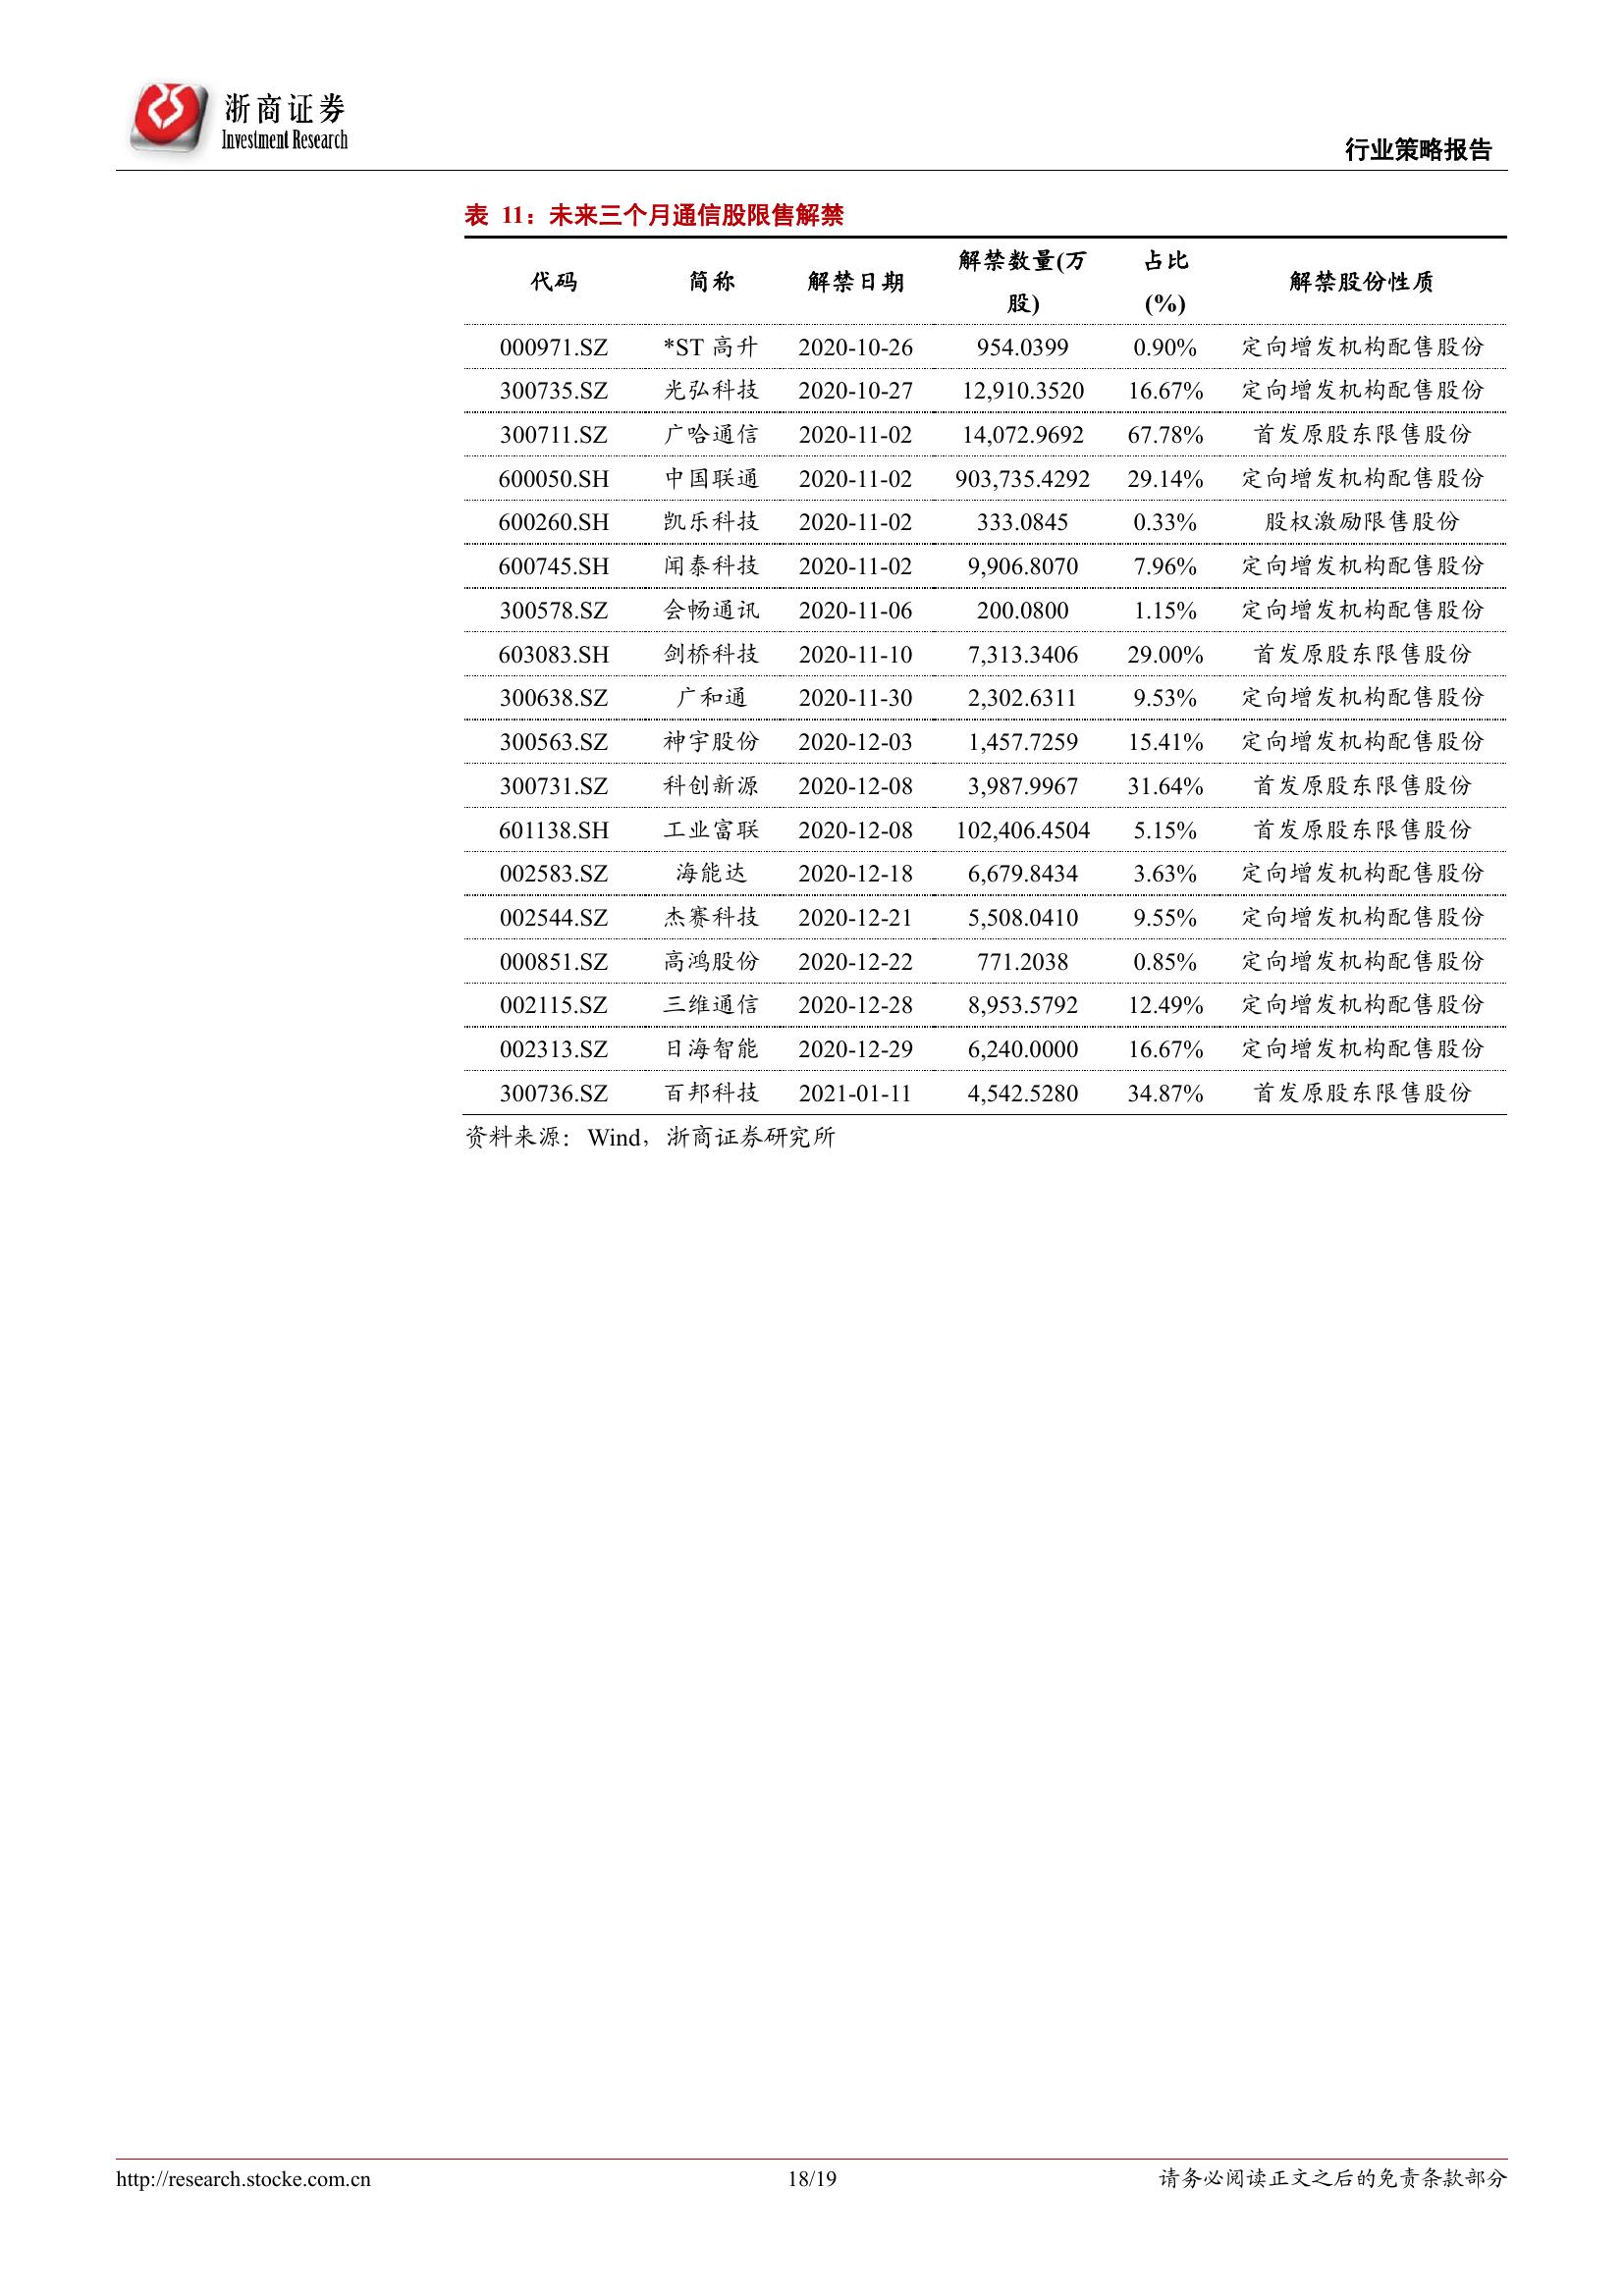 浙商证券
Investment Research
行业策略报告
表 11：未来三个月通信股限售解禁
代码 简称 解禁日期 解禁数量(万股) 占比(%) 解禁股份性质
000971.SZ *ST 高升 2020-10-26 954.0399 0.90% 定向增发机构配售股份
300735.SZ 光弘科技 2020-10-27 12,910.3520 16.67% 定向增发机构配售股份
300711.SZ 广哈通信 2020-11-02 14,072.9692 67.78% 首发原股东限售股份
600050.SH 中国联通 2020-11-02 903,735.4292 29.14% 定向增发机构配售股份
600260.SH 凯乐科技 2020-11-02 333.0845 0.33% 股权激励限售股份
600745.SH 闻泰科技 2020-11-02 9,906.8070 7.96% 定向增发机构配售股份
300578.SZ 会畅通讯 2020-11-06 200.0800 1.15% 定向增发机构配售股份
603083.SH 剑桥科技 2020-11-10 7,313.3406 29.00% 首发原股东限售股份
300638.SZ 广和通 2020-11-30 2,302.6311 9.53% 定向增发机构配售股份
300563.SZ 神宇股份 2020-12-03 1,457.7259 15.41% 定向增发机构配售股份
300731.SZ 科创新源 2020-12-08 3,987.9967 31.64% 首发原股东限售股份
601138.SH 工业富联 2020-12-08 102,406.4504 5.15% 首发原股东限售股份
002583.SZ 海能达 2020-12-18 6,679.8434 3.63% 定向增发机构配售股份
002544.SZ 杰赛科技 2020-12-21 5,508.0410 9.55% 定向增发机构配售股份
000851.SZ 高鸿股份 2020-12-22 771.2038 0.85% 定向增发机构配售股份
002115.SZ 三维通信 2020-12-28 8,953.5792 12.49% 定向增发机构配售股份
002313.SZ 日海智能 2020-12-29 6,240.0000 16.67% 定向增发机构配售股份
300736.SZ 百邦科技 2021-01-11 4,542.5280 34.87% 首发原股东限售股份
资料来源：Wind，浙商证券研究所
http://research.stocke.com.cn 18/19 请务必阅读正文之后的免责条款部分